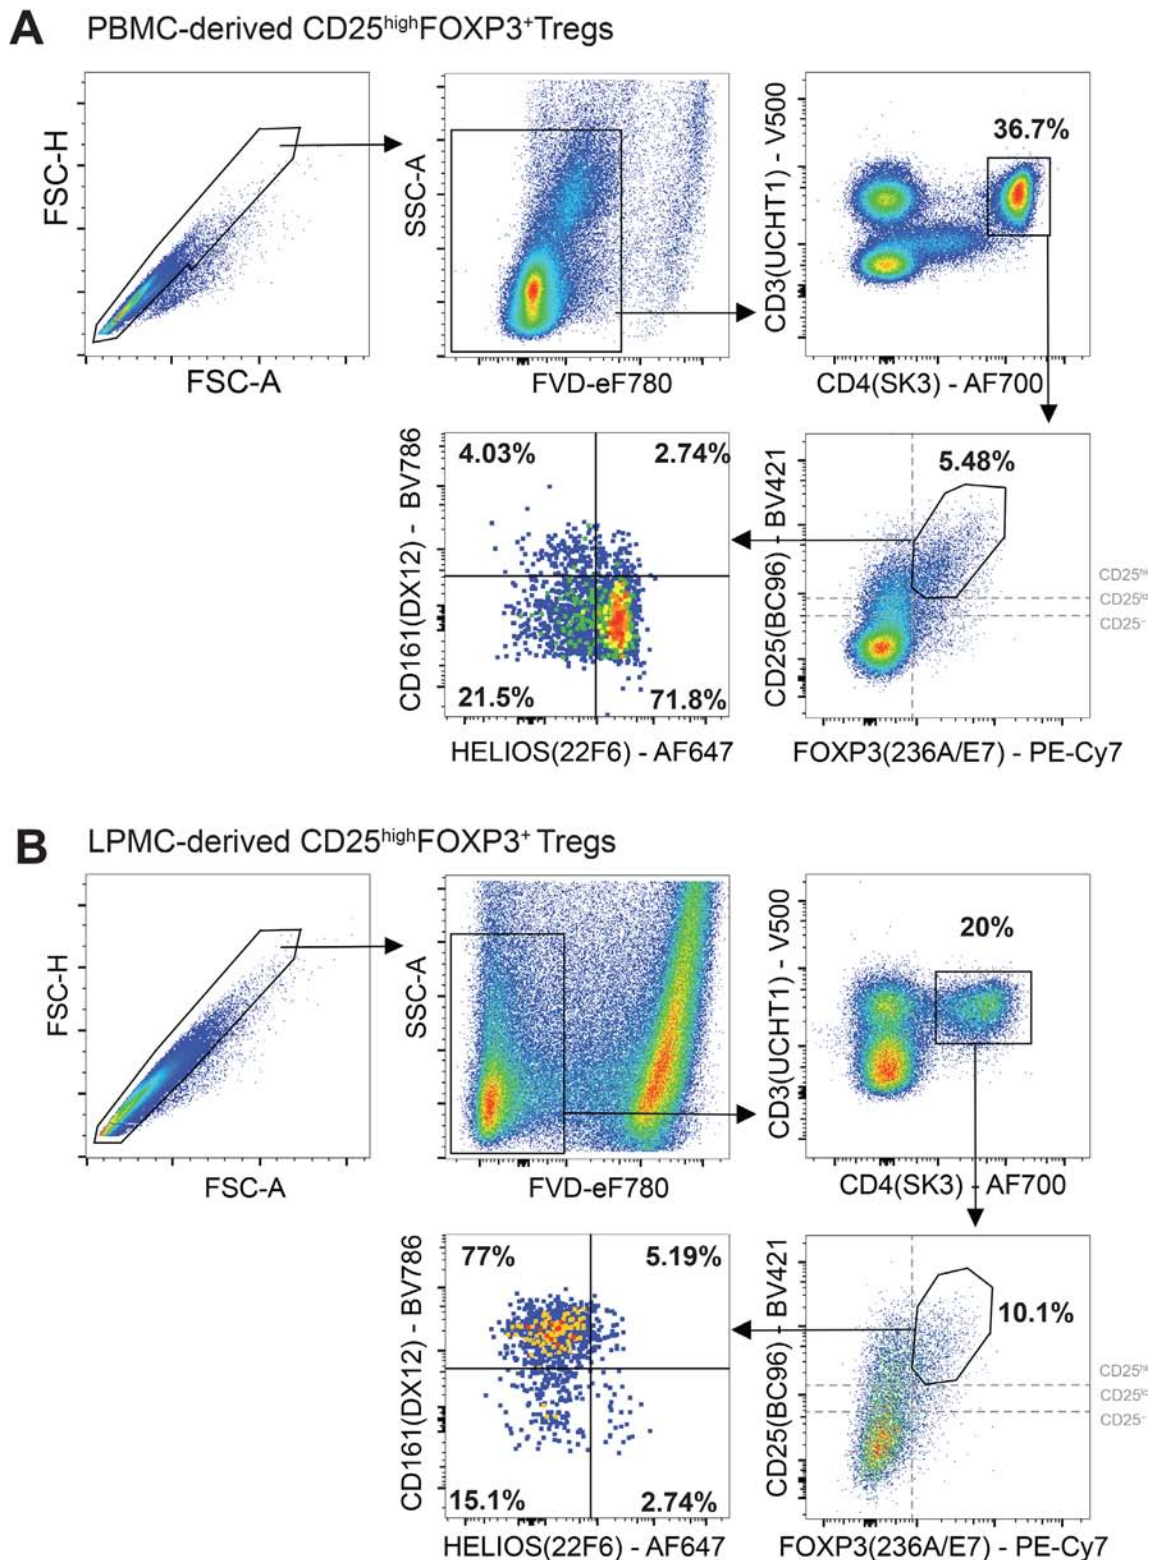 A PBMC-derived CD25highFOXP3+Tregs
FSC-H
FSC-A
SSC-A
FVD-eF780
CD3(UCHT1) - V500
36.7%
CD4(SK3) - AF700
CD161(DX12) - BV786
4.03%
2.74%
21.5%
71.8%
HELIOS(22F6) - AF647
CD25(BC96) - BV421
5.48%
CD25hi
CD25lo
CD25-
FOXP3(236A/E7) - PE-Cy7
B LPMC-derived CD25highFOXP3+ Tregs
FSC-H
FSC-A
SSC-A
FVD-eF780
CD3(UCHT1) - V500
20%
CD4(SK3) - AF700
CD161(DX12) - BV786
77%
5.19%
15.1%
2.74%
HELIOS(22F6) - AF647
CD25(BC96) - BV421
10.1%
CD25hi
CD25lo
CD25-
FOXP3(236A/E7) - PE-Cy7